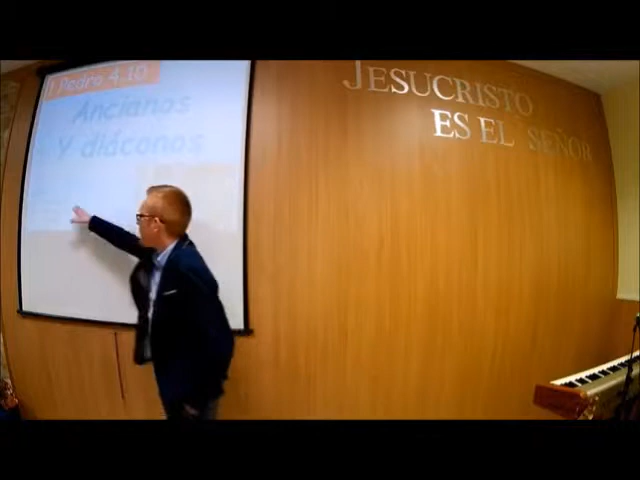 1 Pedro 4.10
Ancianos
Y diáconos
JESUCRISTO
ES EL SEÑOR